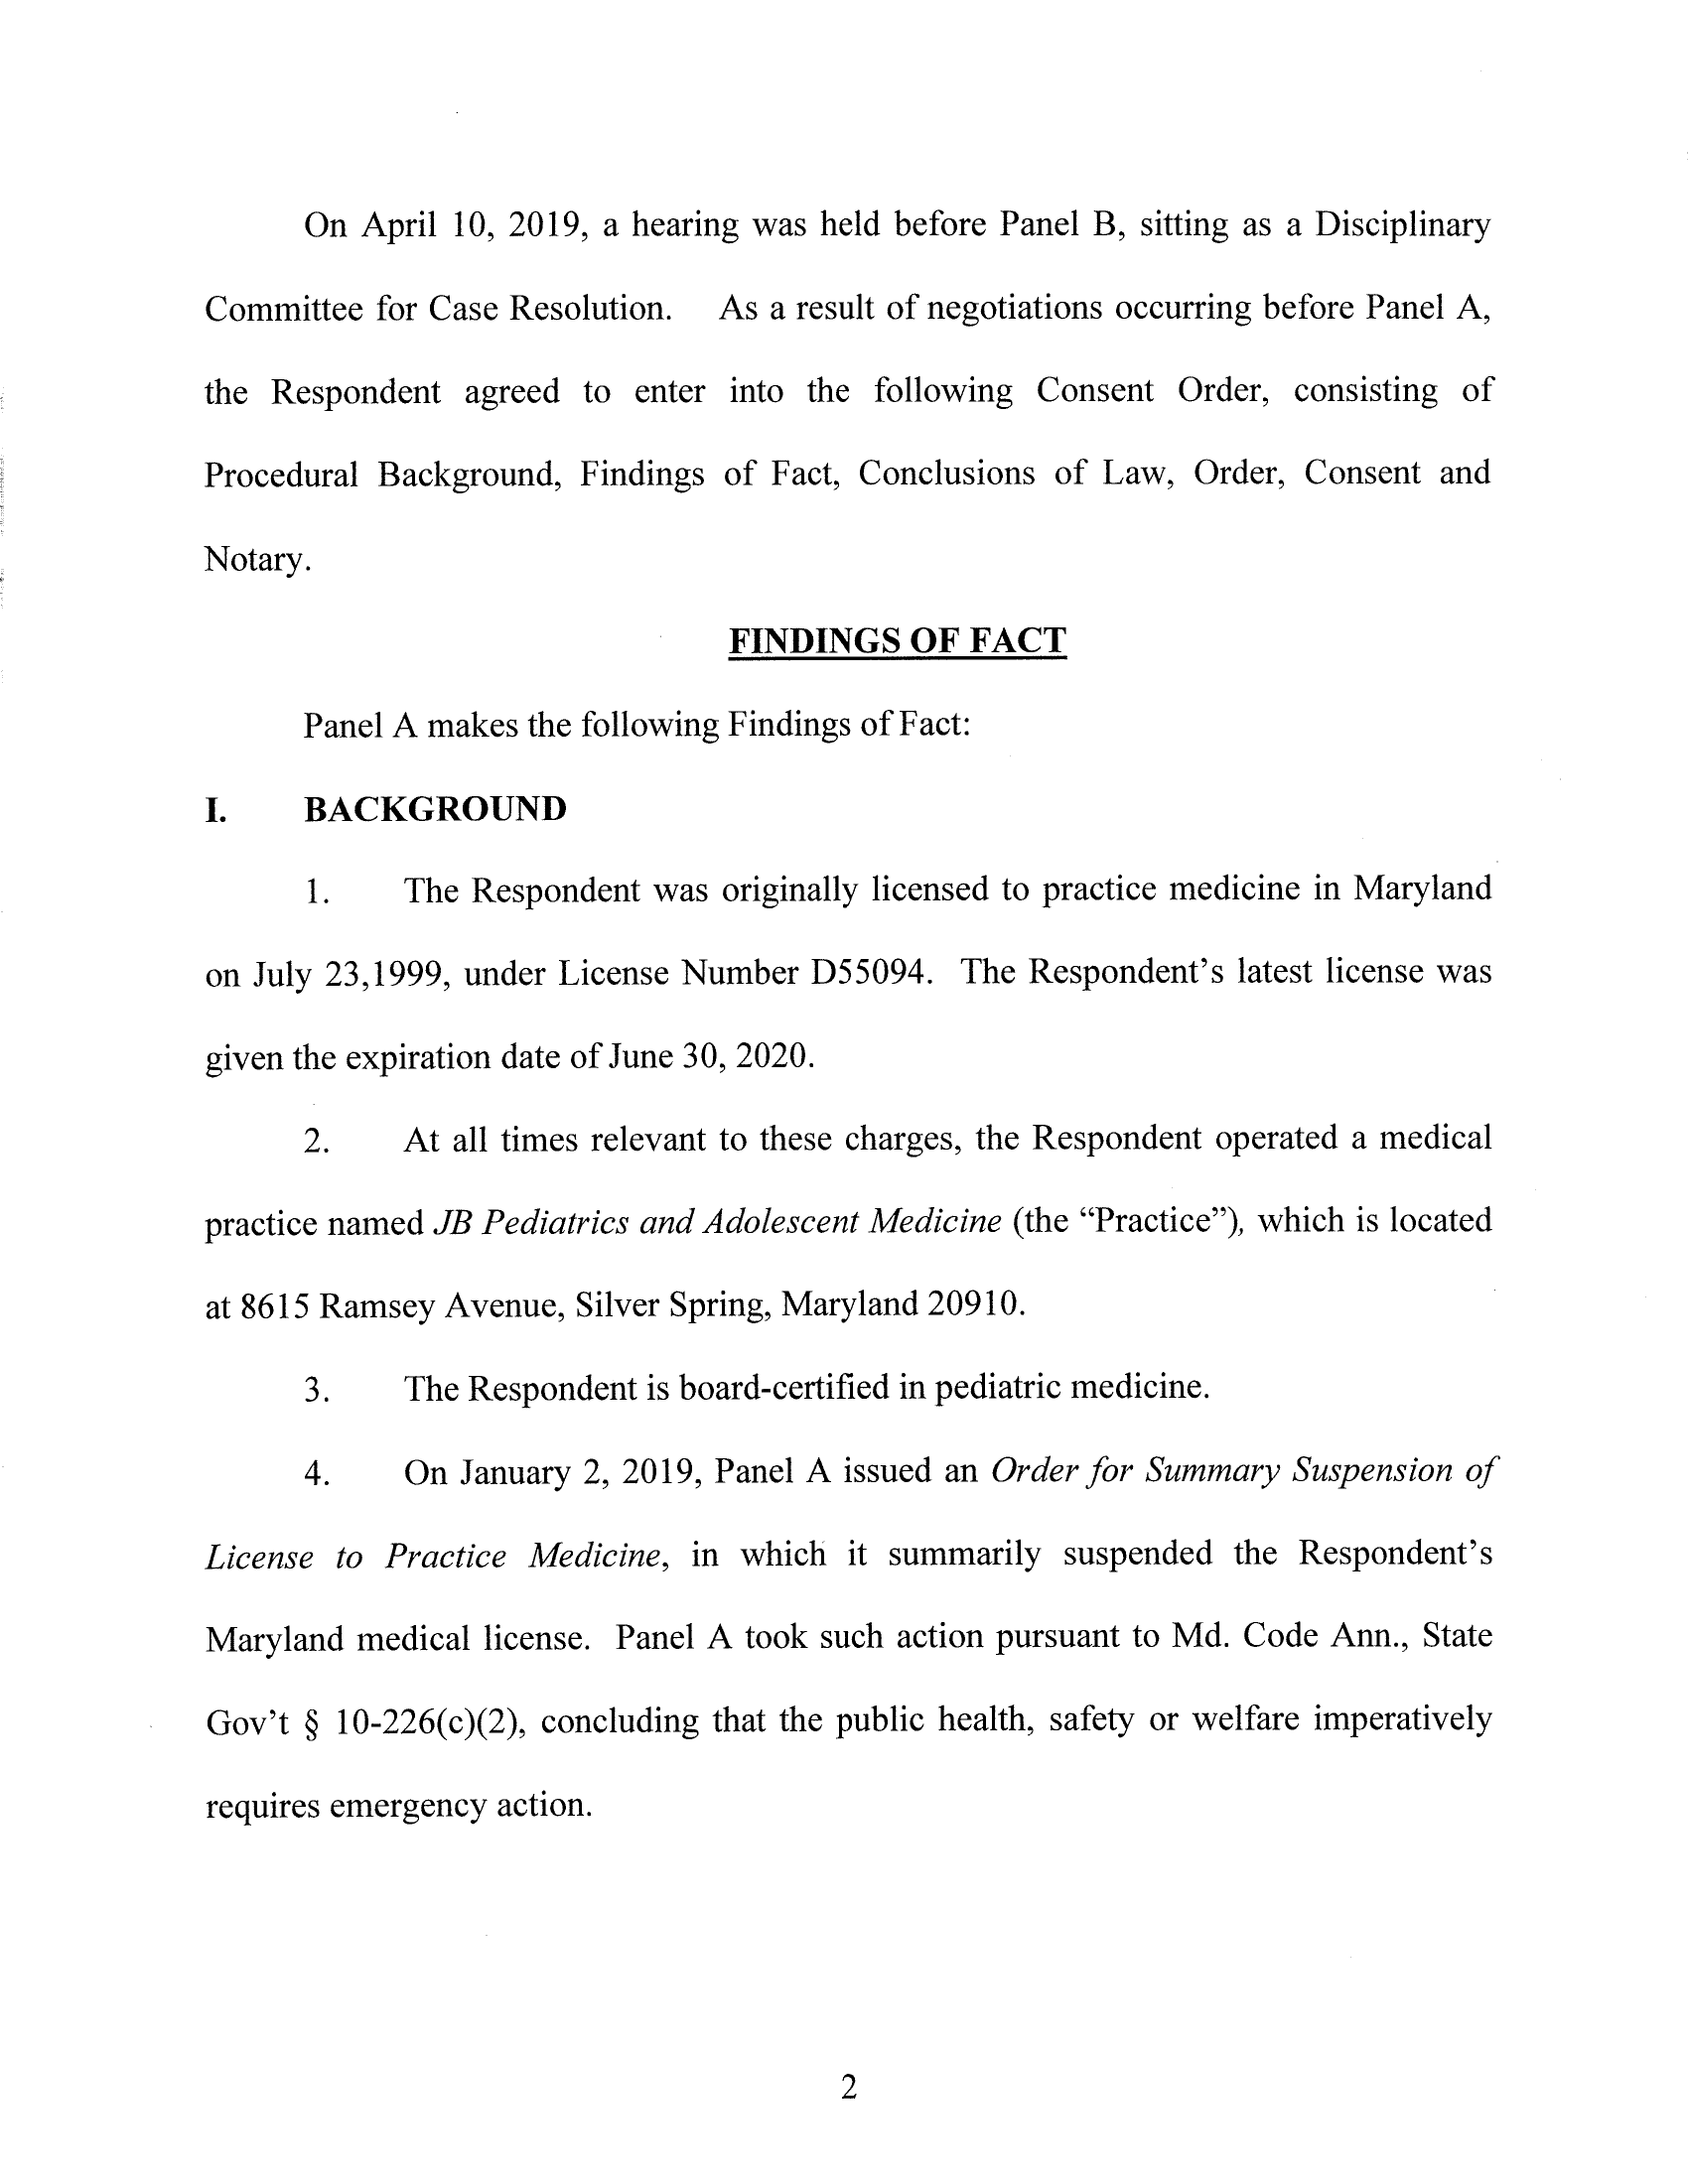 On April 10, 2019, a hearing was held before Panel B, sitting as a Disciplinary
Committee for Case Resolution. As a result of negotiations occurring before Panel A,
the Respondent agreed to enter into the following Consent Order, consisting of
Procedural Background, Findings of Fact, Conclusions of Law, Order, Consent and
Notary.
FINDINGS OF FACT
Panel A makes the following Findings of Fact:
I. BACKGROUND
1. The Respondent was originally licensed to practice medicine in Maryland
on July 23,1999, under License Number D55094. The Respondent's latest license was
given the expiration date of June 30, 2020.
2. At all times relevant to these charges, the Respondent operated a medical
practice named JB Pediatrics and Adolescent Medicine (the “Practice”), which is located
at 8615 Ramsey Avenue, Silver Spring, Maryland 20910.
3. The Respondent is board-certified in pediatric medicine.
4. On January 2, 2019, Panel A issued an Order for Summary Suspension of
License to Practice Medicine, in which it summarily suspended the Respondent's
Maryland medical license. Panel A took such action pursuant to Md. Code Ann., State
Gov't § 10-226(c)(2), concluding that the public health, safety or welfare imperatively
requires emergency action.
2